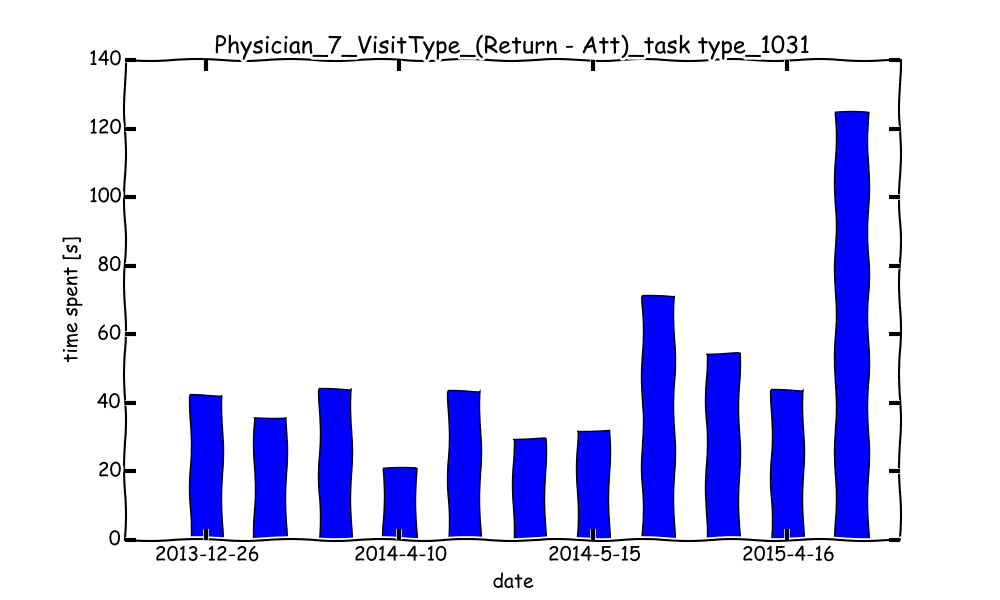 Physician_7_VisitType_(Return - Att)_task type_1031
140
120
100
80
60
40
20
0
time spent [s]
2013-12-26 2014-4-10 2014-5-15 2015-4-16
date